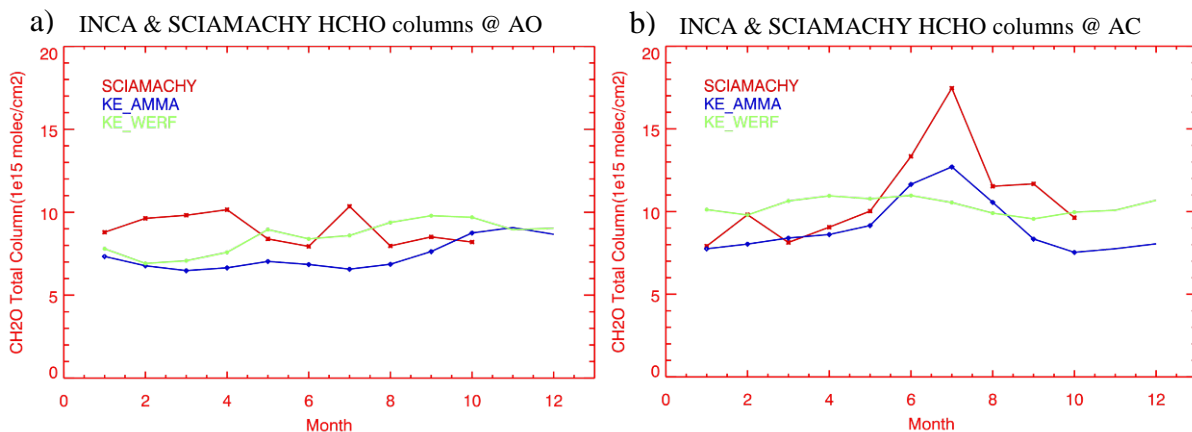 a) INCA & SCIAMACHY HCHO columns @ AO
20
15
10
5
0
CH2O Total Column(1e15 molec/cm2)
SCIAMACHY
KE_AMMA
KE_WERF
0 2 4 6 8 10 12
Month
b) INCA & SCIAMACHY HCHO columns @ AC
20
15
10
5
0
CH2O Total Column(1e15 molec/cm2)
SCIAMACHY
KE_AMMA
KE_WERF
0 2 4 6 8 10 12
Month